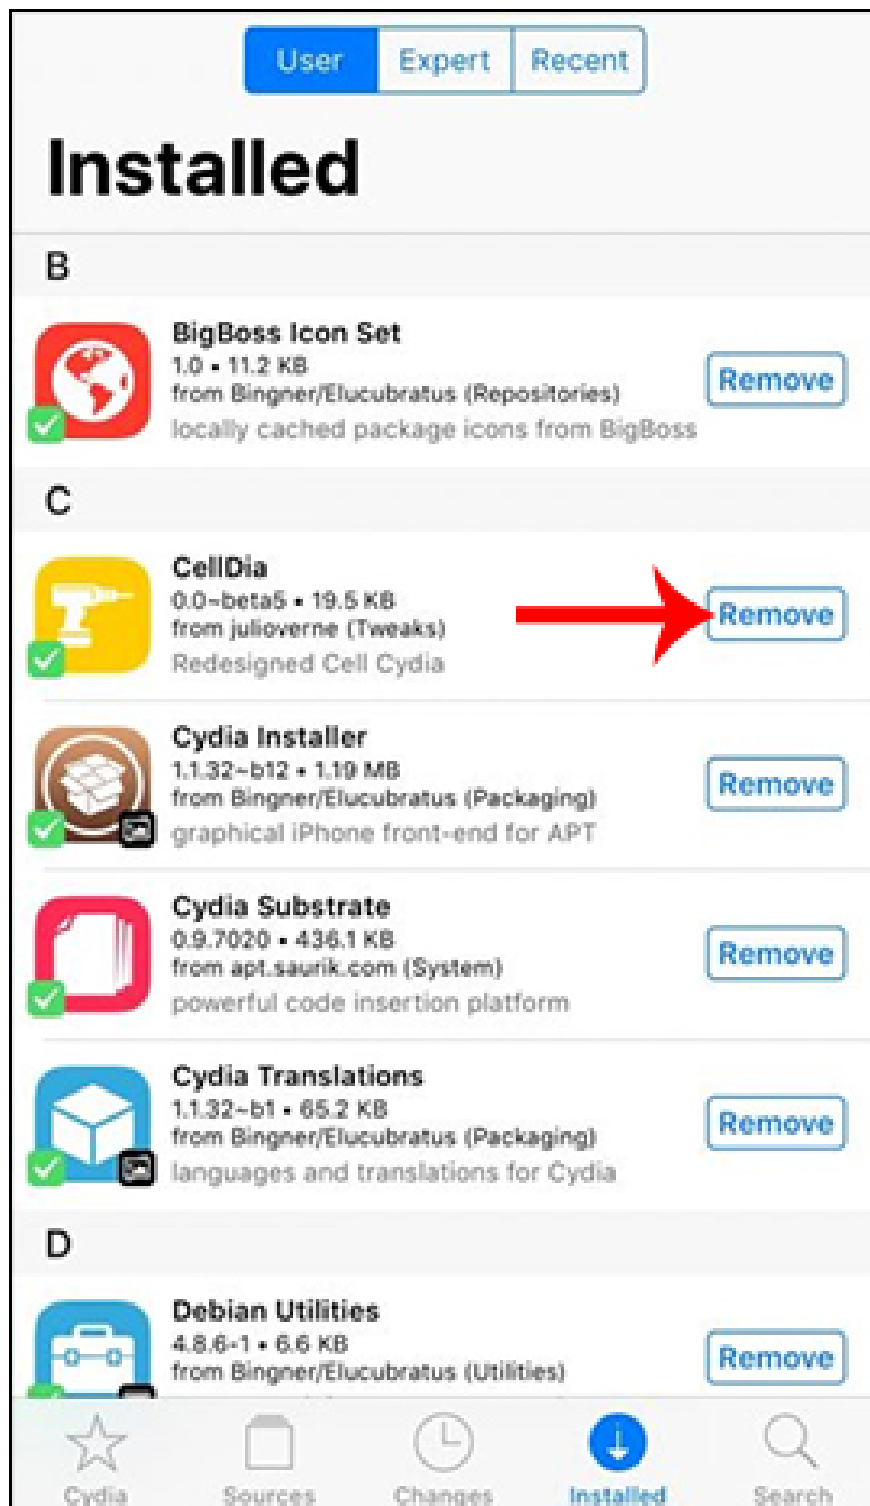 User Expert Recent
Installed
B
BigBoss Icon Set
1.0 • 11.2 KB
from Bingner/Elucubratus (Repositories)
locally cached package icons from BigBoss
Remove
C
CellDia
0.0~beta5 • 19.5 KB
from julioverne (Tweaks)
Redesigned Cell Cydia
Remove
Cydia Installer
1.1.32~b12 • 1.19 MB
from Bingner/Elucubratus (Packaging)
graphical iPhone front-end for APT
Remove
Cydia Substrate
0.9.7020 • 436.1 KB
from apt.saurik.com (System)
powerful code insertion platform
Remove
Cydia Translations
1.1.32~b1 • 65.2 KB
from Bingner/Elucubratus (Packaging)
languages and translations for Cydia
Remove
D
Debian Utilities
4.8.6-1 • 6.6 KB
from Bingner/Elucubratus (Utilities)
Remove
Cydia Sources Changes Installed Search